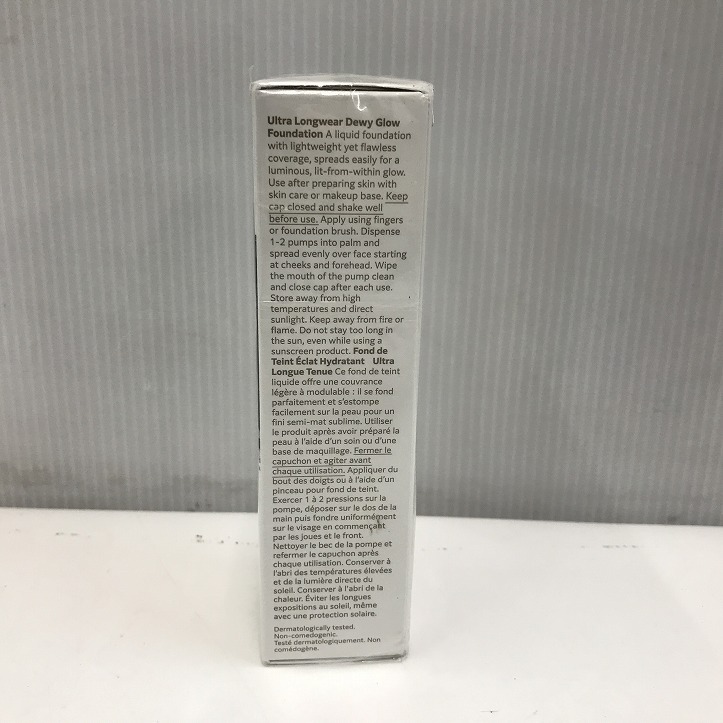 Ultra Longwear Dewy Glow
Foundation A liquid foundation
with lightweight yet flawless
coverage, spreads easily for a
luminous, lit-from-within glow.
Use after preparing skin with
skin care or makeup base. Keep
cap closed and shake well
before use. Apply using fingers
or foundation brush. Dispense
1-2 pumps into palm and
spread evenly over face starting
at cheeks and forehead. Wipe
the mouth of the pump clean
and close cap after each use.
Store away from high
temperatures and direct
sunlight. Keep away from fire or
flame. Do not stay too long in
the sun, even while using a
sunscreen product. Fond de
Teint Éclat Hydratant Ultra
Longue Tenue Ce fond de teint
liquide offre une couvrance
légère à modulable : il se fond
parfaitement et s'estompe
facilement sur la peau pour un
fini semi-mat sublime. Utiliser
le produit après avoir préparé la
peau à l'aide d'un soin ou d'une
base de maquillage. Fermer le
capuchon et agiter avant
chaque utilisation. Appliquer du
bout des doigts ou à l'aide d'un
pinceau pour fond de teint.
Exercer 1 à 2 pressions sur la
pompe, déposer sur le dos de la
main puis fondre uniformément
sur le visage en commençant
par les joues et le front.
Nettoyer le bec de la pompe et
refermer le capuchon après
chaque utilisation. Conserver à
l'abri des températures élevées
et de la lumière directe du
soleil. Conserver à l'abri de la
chaleur. Éviter les longues
expositions au soleil, même
avec une protection solaire.
Dermatologically tested.
Non-comedogenic.
Testé dermatologiquement. Non
comédogène.